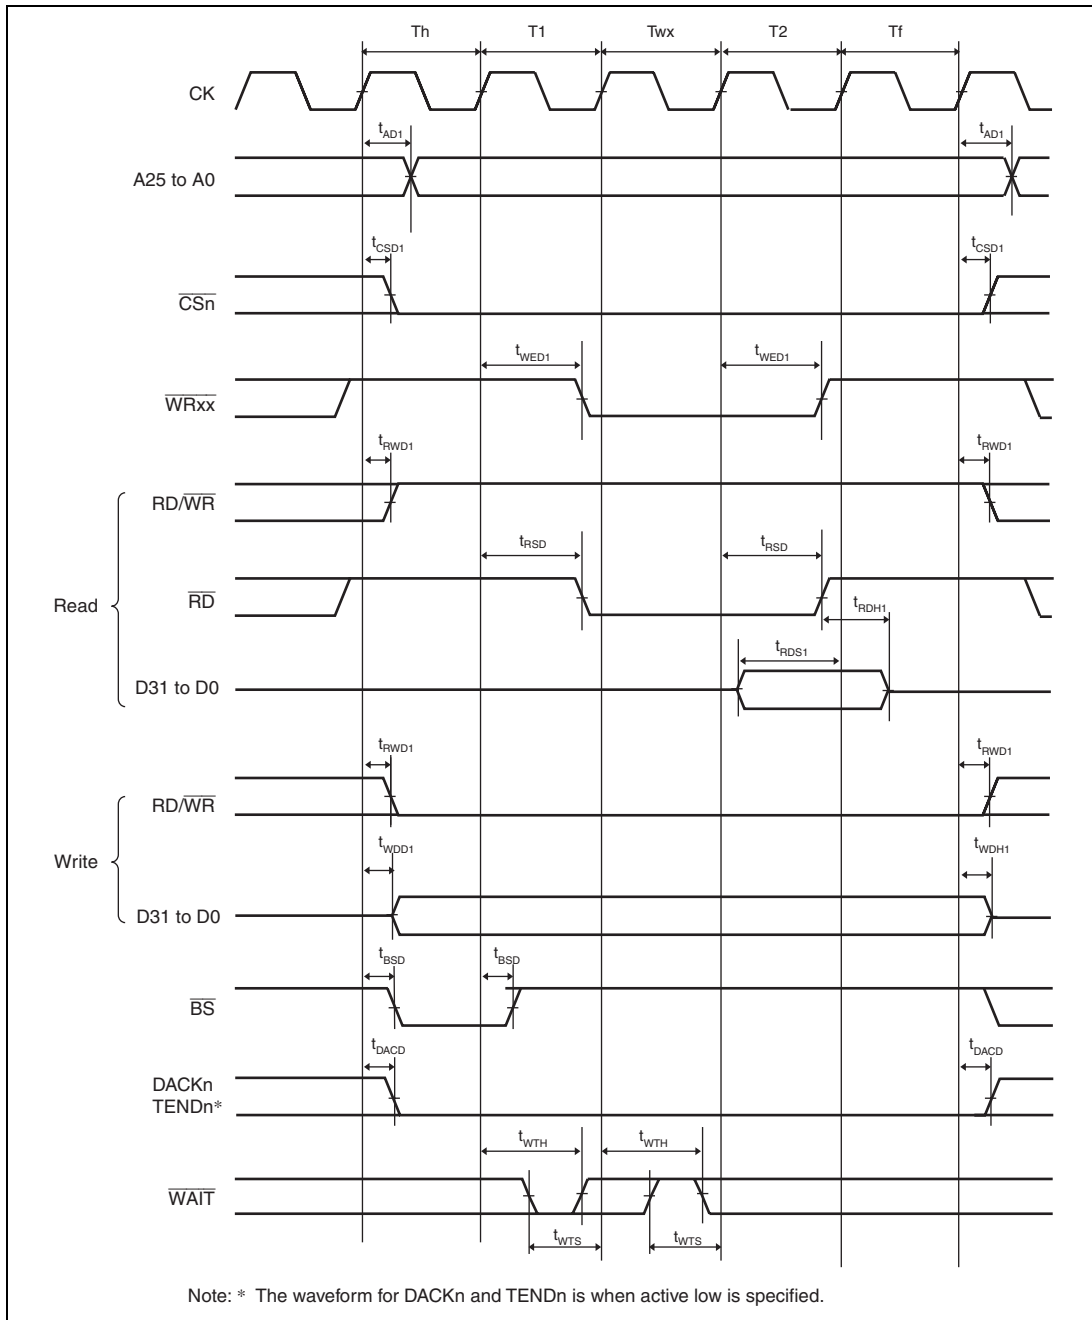 Th T1 Twx T2 Tf
CK
tAD1 tAD1
A25 to A0
tCSD1 tCSD1
CSn
tWED1 tWED1
WRxx
tRWD1 tRWD1
RD/WR
tRSD tRSD
Read
RD
tRDH1
tRDS1
D31 to D0
tRWD1 tRWD1
RD/WR
Write
tWDD1 tWDH1
D31 to D0
tBSD tBSD
BS
tDACD tDACD
DACKn
TENDn*
tWTH tWTH
WAIT
tWTS tWTS
Note: * The waveform for DACKn and TENDn is when active low is specified.